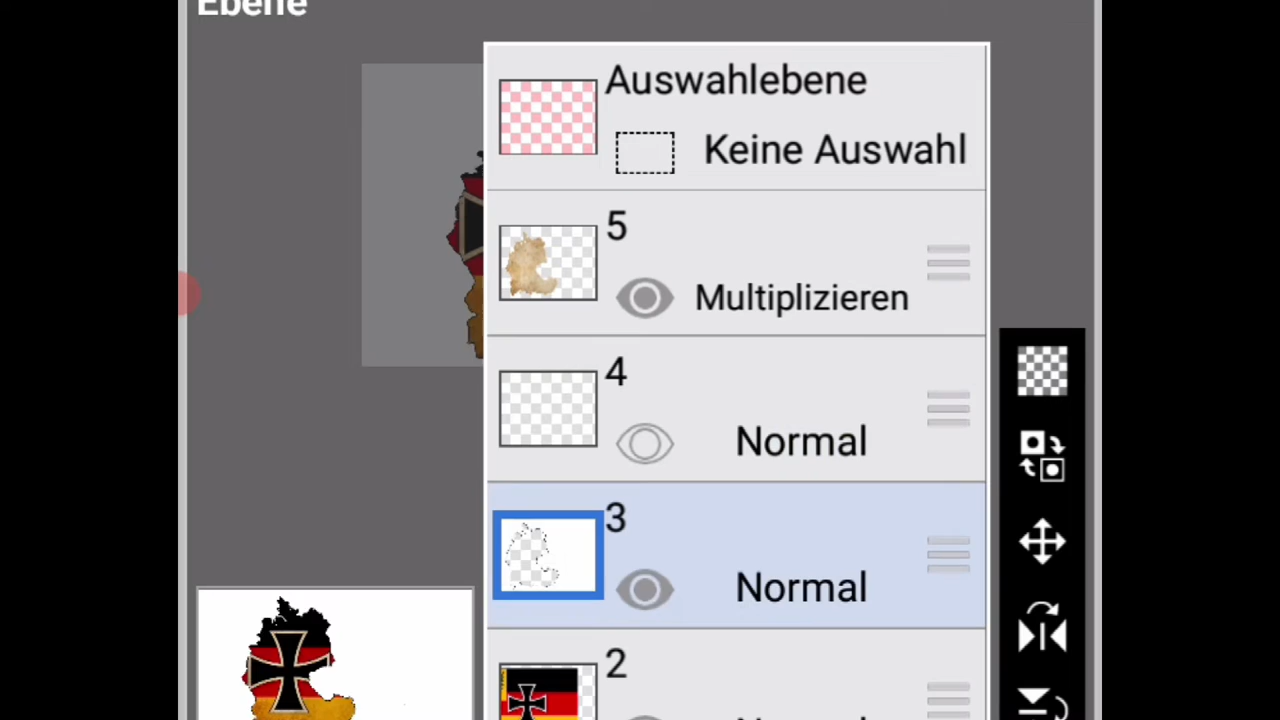 Ebene
Auswahlebene
Keine Auswahl
5
Multiplizieren
4
Normal
3
Normal
2